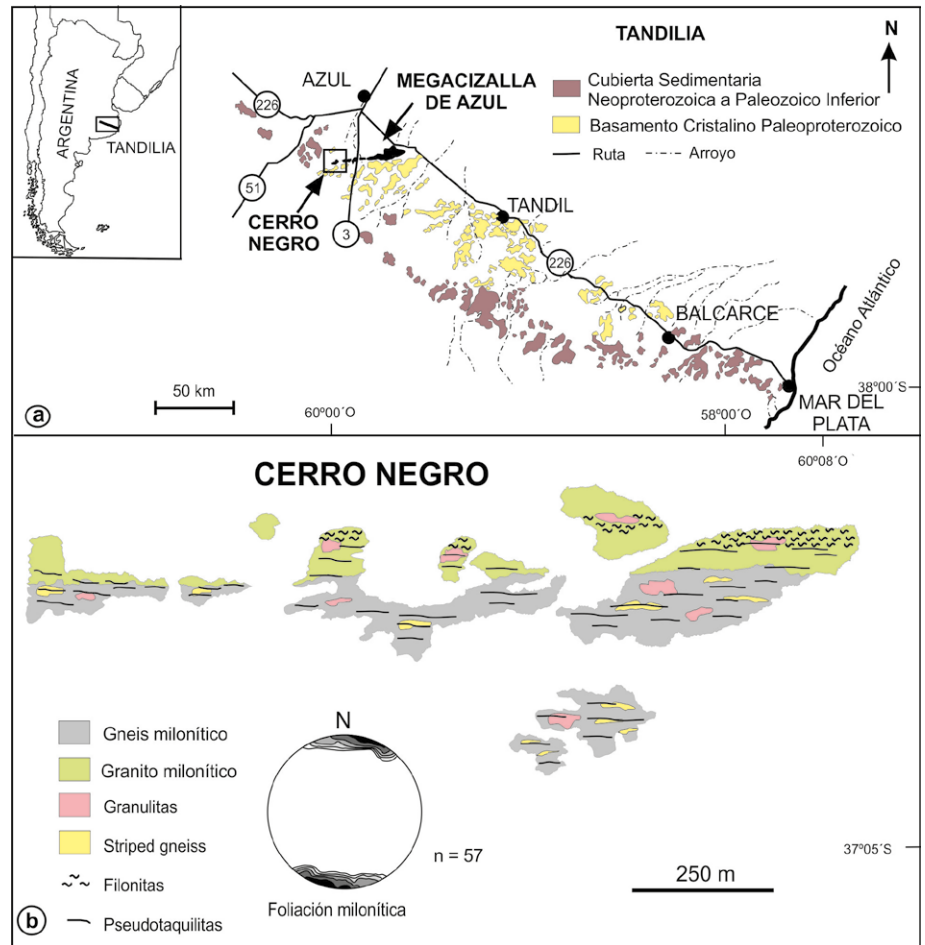 ARGENTINA
TANDILIA
TANDILIA
N
Cubierta Sedimentaria
Neoproterozoica a Paleozoico Inferior
Basamento Cristalino Paleoproterozoico
Ruta
Arroyo
AZUL
MEGACIZALLA
DE AZUL
226
51
CERRO
NEGRO
3
TANDIL
226
BALCARCE
Océano Atlántico
MAR DEL
PLATA
38º00´S
50 km
60º00´O
58º00´O
a
60º08´O
CERRO NEGRO
Gneis milonítico
Granito milonítico
Granulitas
Striped gneiss
Filonitas
Pseudotaquilitas
N
n = 57
Foliación milonítica
250 m
37º05´S
b